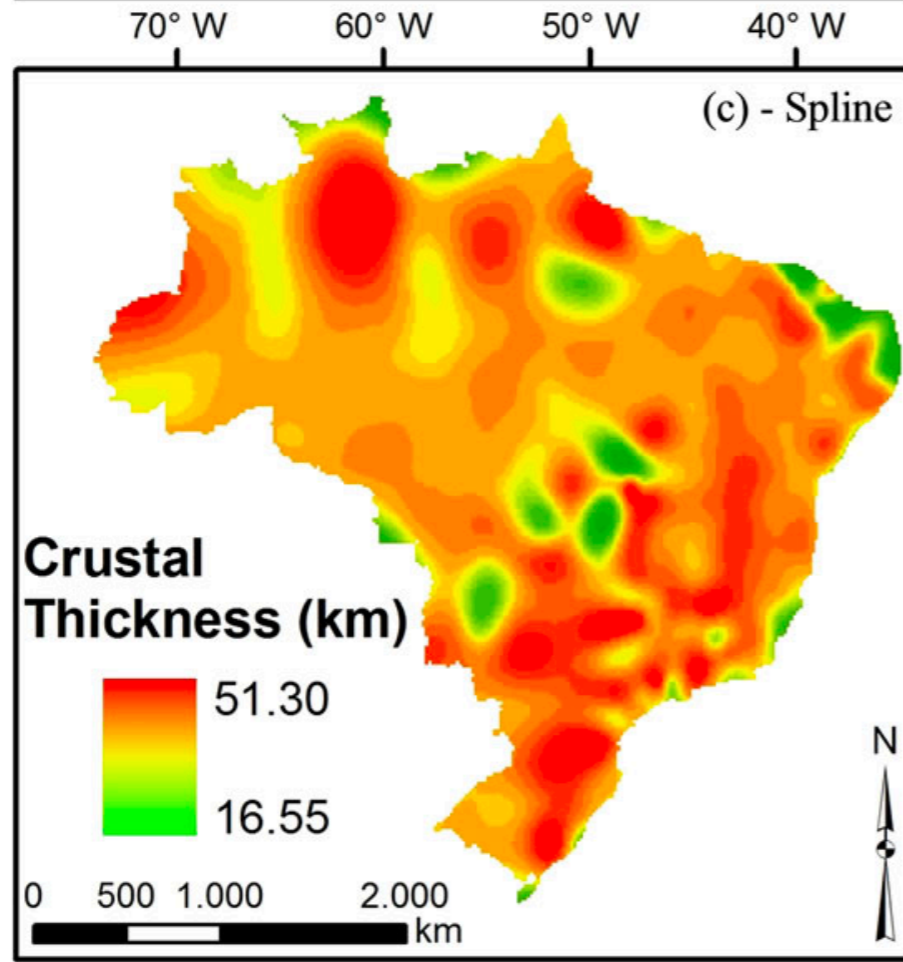 70° W 60° W 50° W 40° W
(c) - Spline
Crustal
Thickness (km)
51.30
16.55
N
0 500 1.000 2.000
km